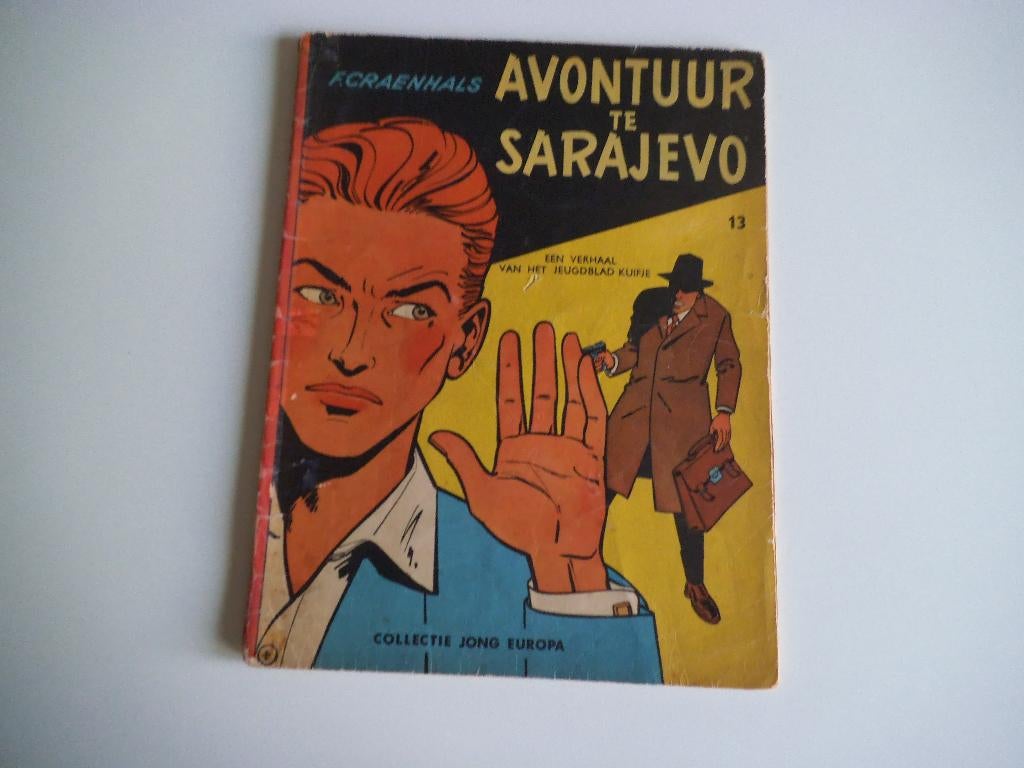 F. CRAENHALS
AVONTUUR
TE
SARAJEVO
13
EEN VERHAAL
VAN HET JEUGDBLAD KUIFJE
COLLECTIE JONG EUROPA